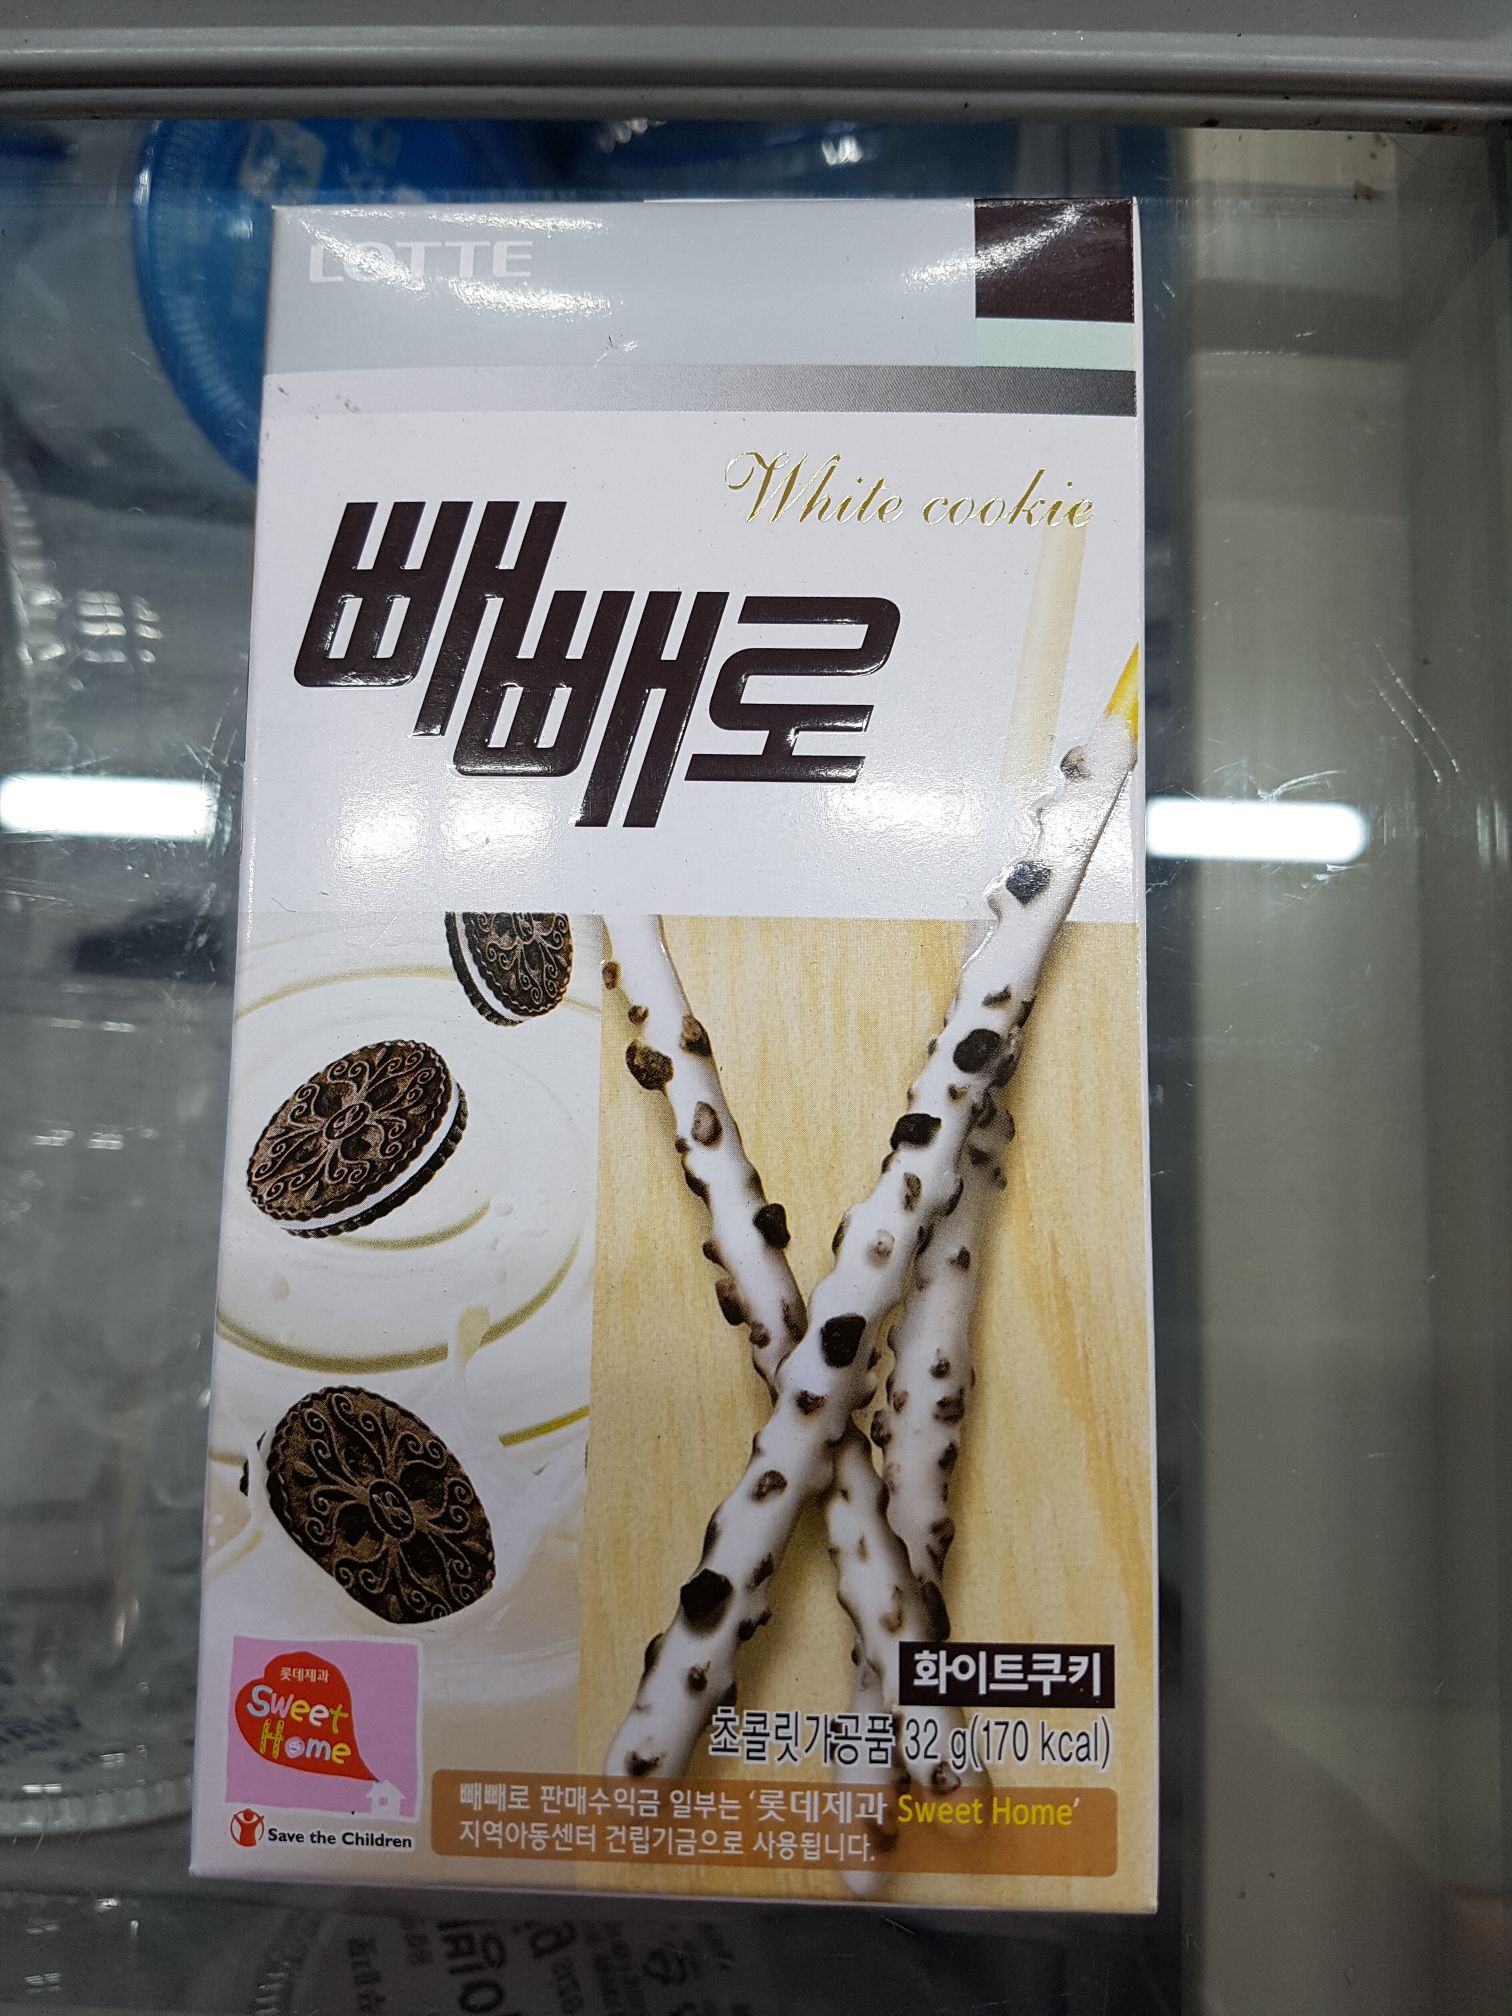 LOTTE
White cookie
빼빼로
화이트쿠키
초콜릿가공품 32 g(170 kcal)
롯데제과
Sweet
Home
Save the Children
빼빼로 판매수익금 일부는 '롯데제과 Sweet Home'
지역아동센터 건립기금으로 사용됩니다.